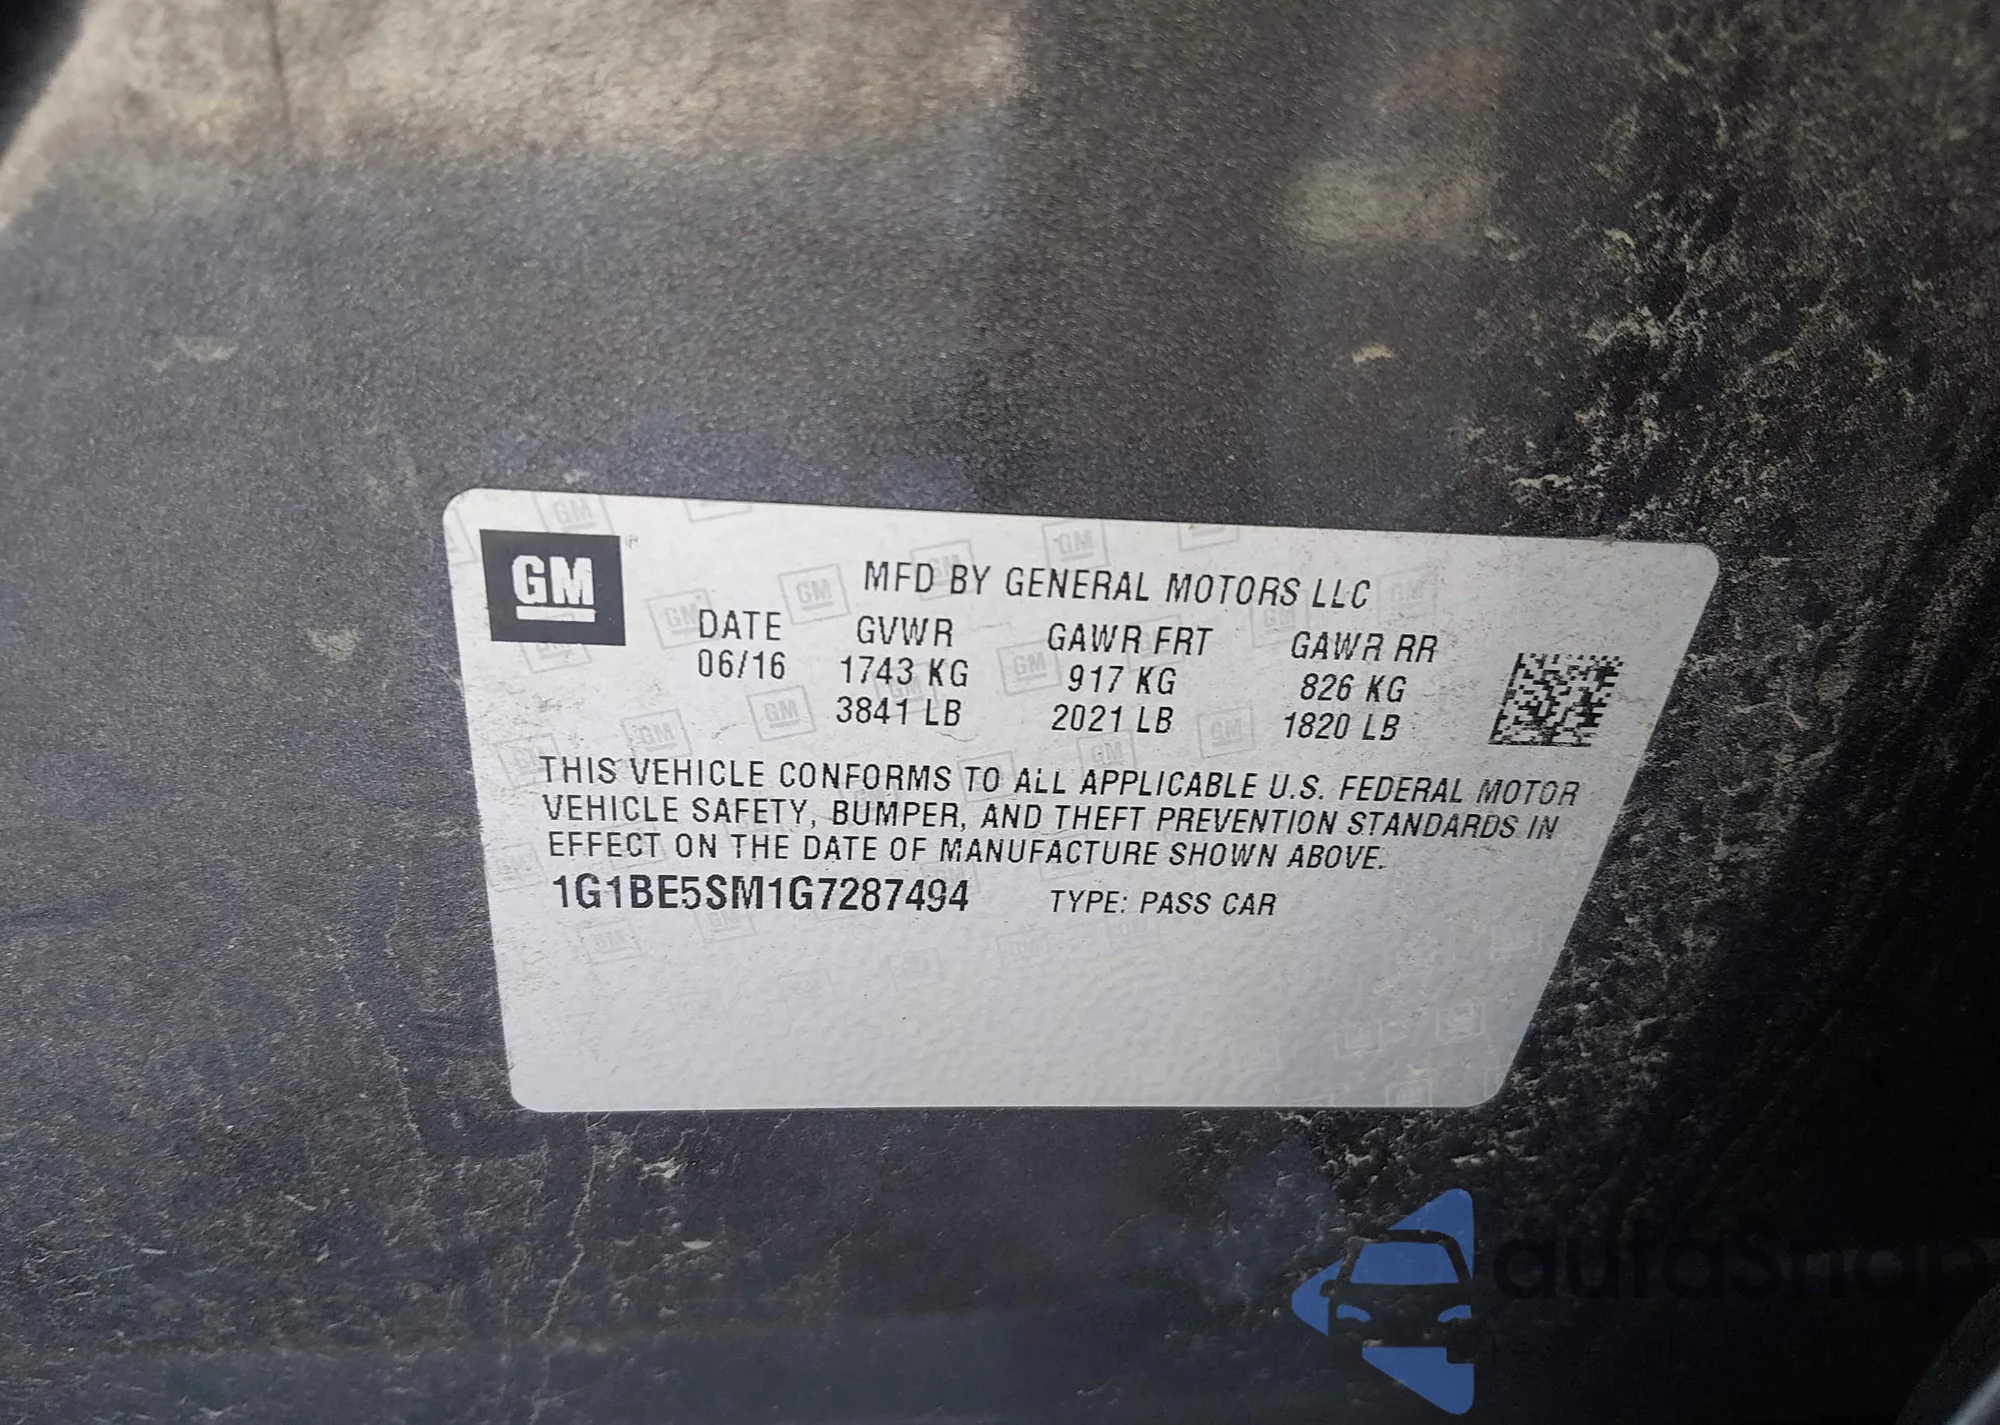 GM
MFD BY GENERAL MOTORS LLC
DATE GVWR GAWR FRT GAWR RR
06/16 1743 KG 917 KG 826 KG
3841 LB 2021 LB 1820 LB
THIS VEHICLE CONFORMS TO ALL APPLICABLE U.S. FEDERAL MOTOR
VEHICLE SAFETY, BUMPER, AND THEFT PREVENTION STANDARDS IN
EFFECT ON THE DATE OF MANUFACTURE SHOWN ABOVE.
1G1BE5SM1G7287494 TYPE: PASS CAR
autaSnap